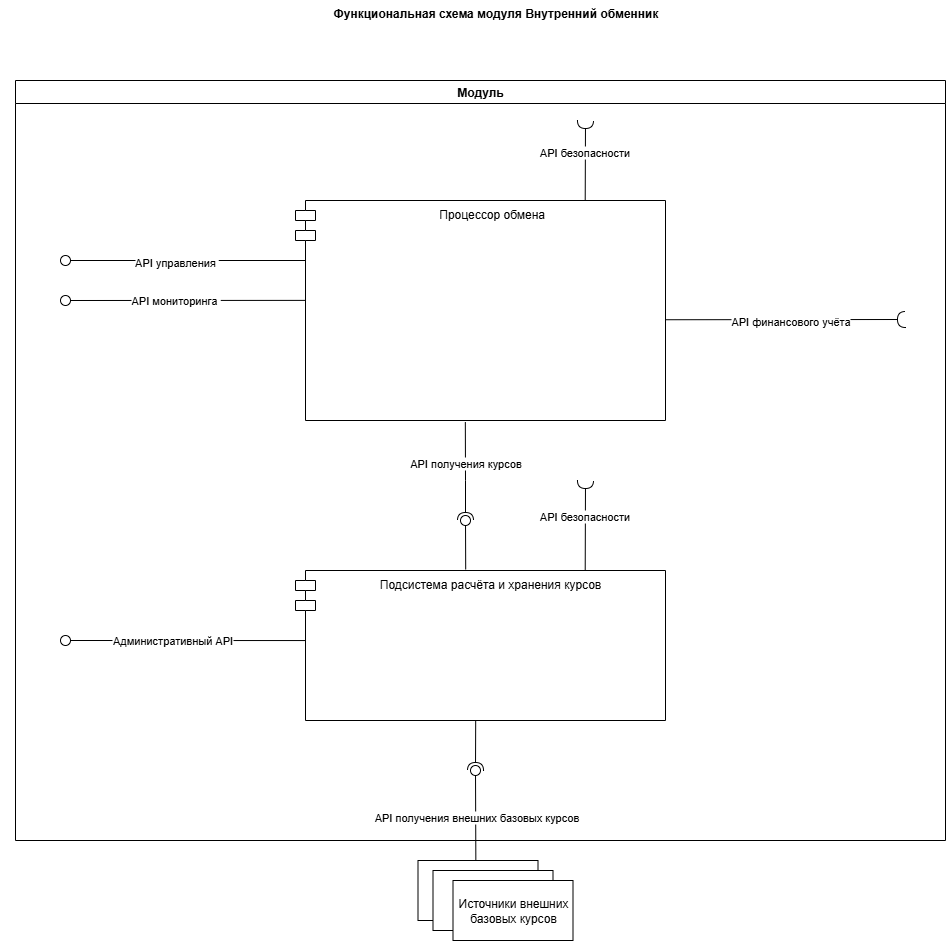 Функциональная схема модуля Внутренний обменник
Модуль
API безопасности
Процессор обмена
API управления
API мониторинга
API финансового учёта
API получения курсов
API безопасности
Подсистема расчёта и хранения курсов
Административный API
API получения внешних базовых курсов
Источники внешних
базовых курсов